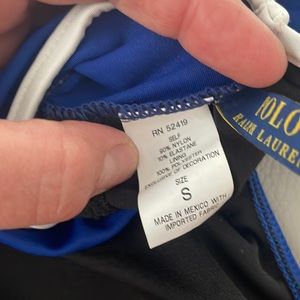 RN 52419
SELF
90% NYLON
10% ELASTANE
LINING
100% POLYESTER
EXCLUSIVE OF DECORATION
SIZE
S
MADE IN MEXICO WITH
IMPORTED FABRIC
POLO
RALPH LAUREN